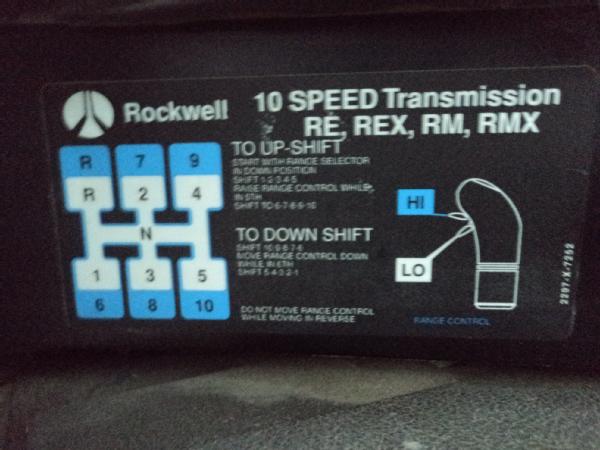 Rockwell
10 SPEED Transmission
RE, REX, RM, RMX
R 7 9
R 2 4
N
1 3 5
6 8 10
TO UP-SHIFT
START WITH RANGE SELECTOR
IN DOWN POSITION
SHIFT 1-2-3-4-5
RAISE RANGE CONTROL WHILE
IN 5TH
SHIFT TO 6-7-8-9-10
TO DOWN SHIFT
SHIFT 10-9-8-7-6
MOVE RANGE CONTROL DOWN
WHILE IN 6TH
SHIFT 5-4-3-2-1
DO NOT MOVE RANGE CONTROL
WHILE MOVING IN REVERSE
HI
LO
RANGE CONTROL
2297-X-7252